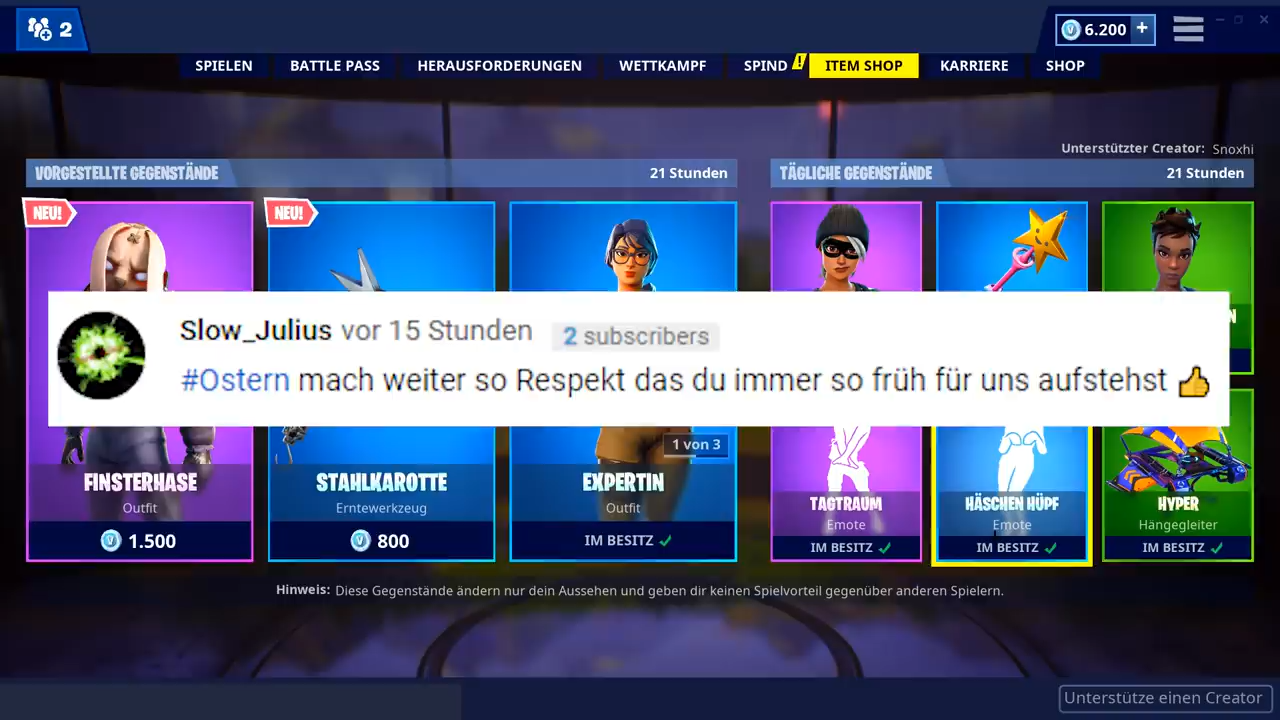 2
6.200 +
SPIELEN BATTLE PASS HERAUSFORDERUNGEN WETTKAMPF SPIND ! ITEM SHOP KARRIERE SHOP
Unterstützter Creator: Snoxhi
VORGESTELLTE GEGENSTÄNDE 21 Stunden
TÄGLICHE GEGENSTÄNDE 21 Stunden
NEU!
NEU!
Slow_Julius vor 15 Stunden 2 subscribers
#Ostern mach weiter so Respekt das du immer so früh für uns aufstehst 👍
1 von 3
FINSTERHASE
Outfit
1.500
STAHLKAROTTE
Erntewerkzeug
800
EXPERTIN
Outfit
IM BESITZ ✓
TAGTRAUM
Emote
IM BESITZ ✓
HÄSCHEN HÜPF
Emote
IM BESITZ ✓
HYPER
Hängegleiter
IM BESITZ ✓
Hinweis: Diese Gegenstände ändern nur dein Aussehen und geben dir keinen Spielvorteil gegenüber anderen Spielern.
Unterstütze einen Creator